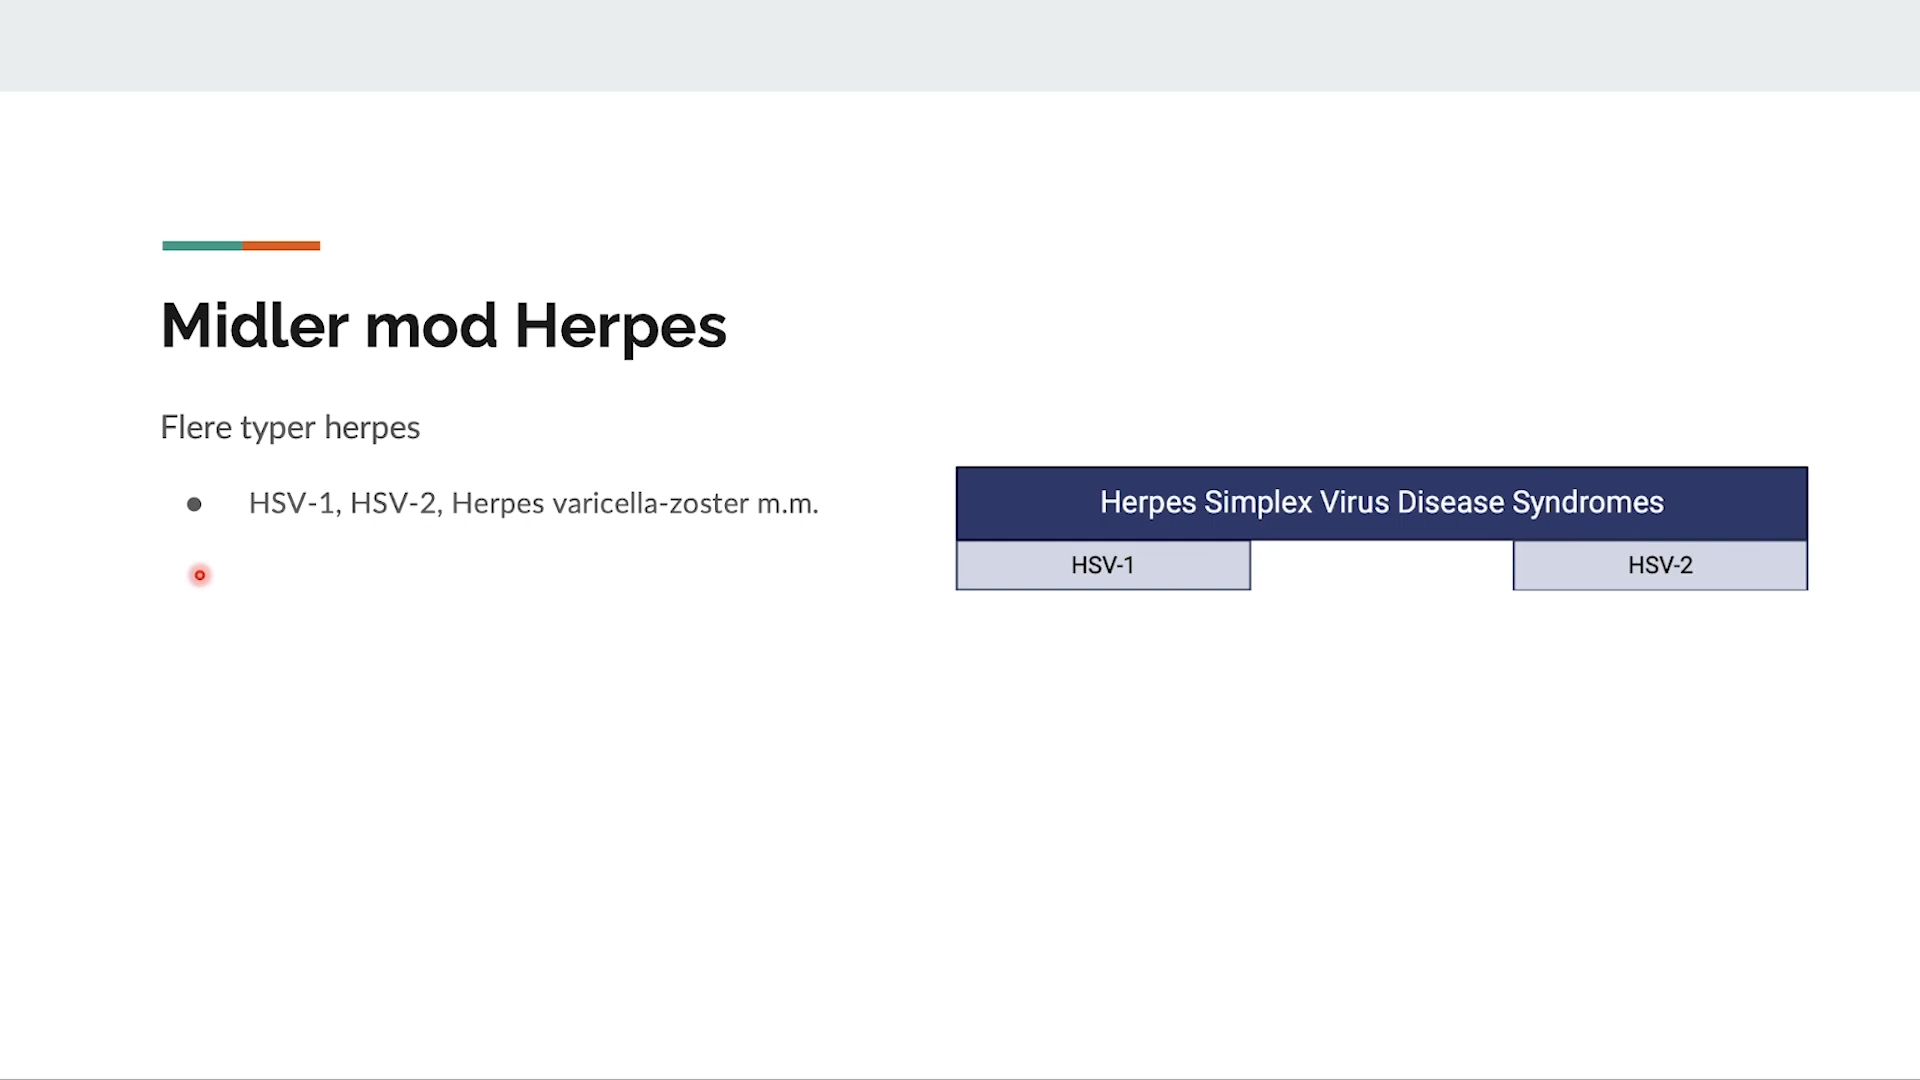 Midler mod Herpes
Flere typer herpes
● HSV-1, HSV-2, Herpes varicella-zoster m.m.
Herpes Simplex Virus Disease Syndromes
HSV-1
HSV-2